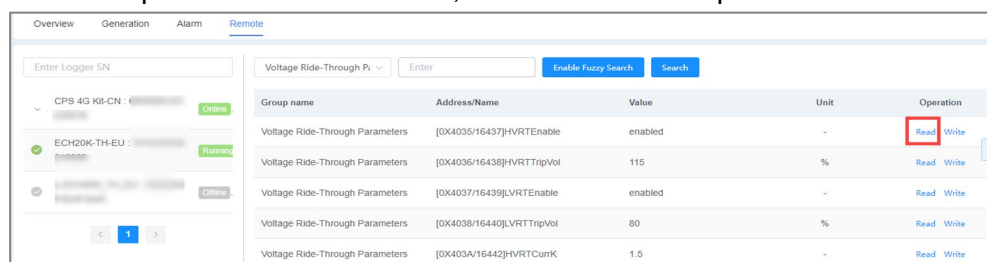 Overview Generation Alarm Remote
Enter Logger SN
Voltage Ride-Through Pa Enter Enable Fuzzy Search Search
CPS 4G Kit-CN :
Online
Group name Address/Name Value Unit Operation
Voltage Ride-Through Parameters [0X4035/16437]HVRTEnable enabled - Read Write
ECH20K-TH-EU :
Running
Voltage Ride-Through Parameters [0X4036/16438]HVRTTripVol 115 % Read Write
Offline
Voltage Ride-Through Parameters [0X4037/16439]LVRTEnable enabled - Read Write
Voltage Ride-Through Parameters [0X4038/16440]LVRTTripVol 80 % Read Write
< 1 >
Voltage Ride-Through Parameters [0X403A/16442]HVRTCurrK 1.5 - Read Write